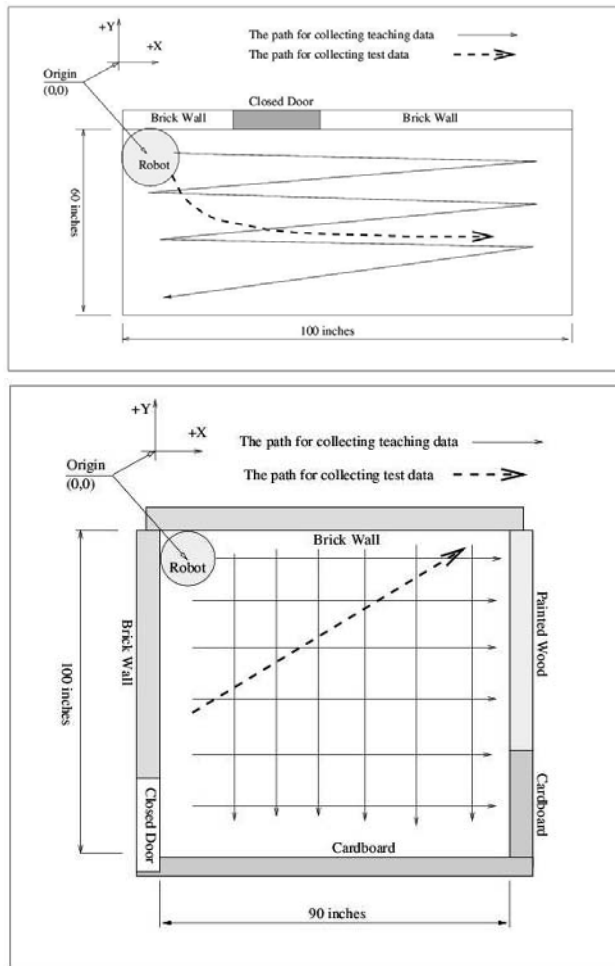 +Y
+X
The path for collecting teaching data
The path for collecting test data
Origin
(0,0)
Closed Door
Brick Wall
Brick Wall
Robot
60 inches
100 inches
+Y
+X
The path for collecting teaching data
The path for collecting test data
Origin
(0,0)
Brick Wall
Robot
Brick Wall
Painted Wood
100 inches
Closed Door
Cardboard
Cardboard
90 inches